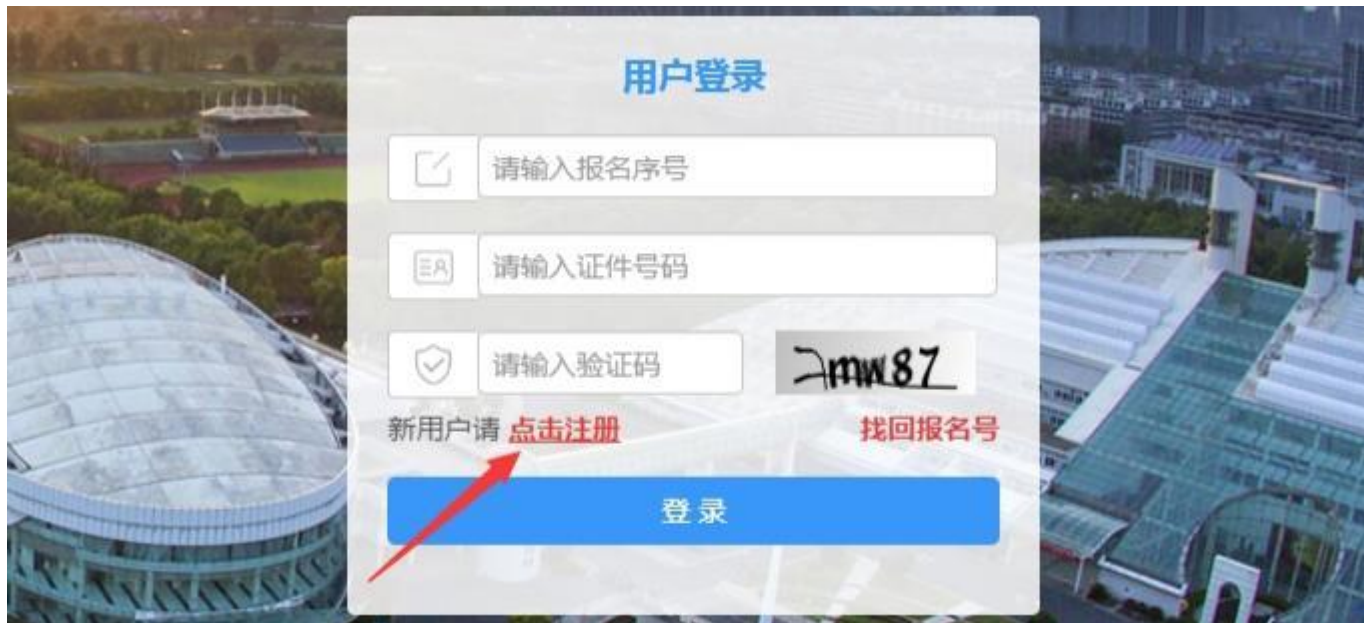 用户登录
请输入报名序号
请输入证件号码
请输入验证码 2mw87
新用户请 点击注册 找回报名号
登 录